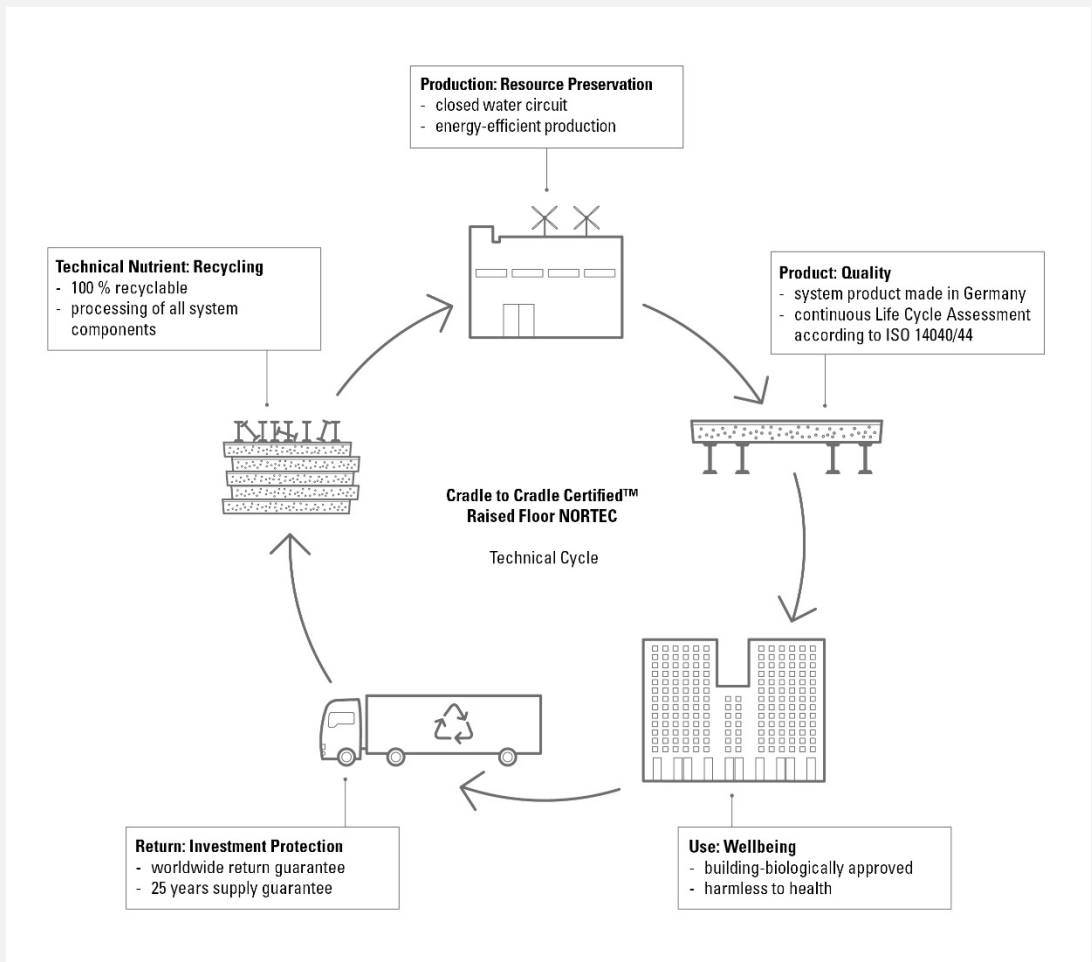 Production: Resource Preservation
- closed water circuit
- energy-efficient production
Technical Nutrient: Recycling
- 100 % recyclable
- processing of all system
components
Product: Quality
- system product made in Germany
- continuous Life Cycle Assessment
according to ISO 14040/44
Cradle to Cradle Certified™
Raised Floor NORTEC
Technical Cycle
Return: Investment Protection
- worldwide return guarantee
- 25 years supply guarantee
Use: Wellbeing
- building-biologically approved
- harmless to health